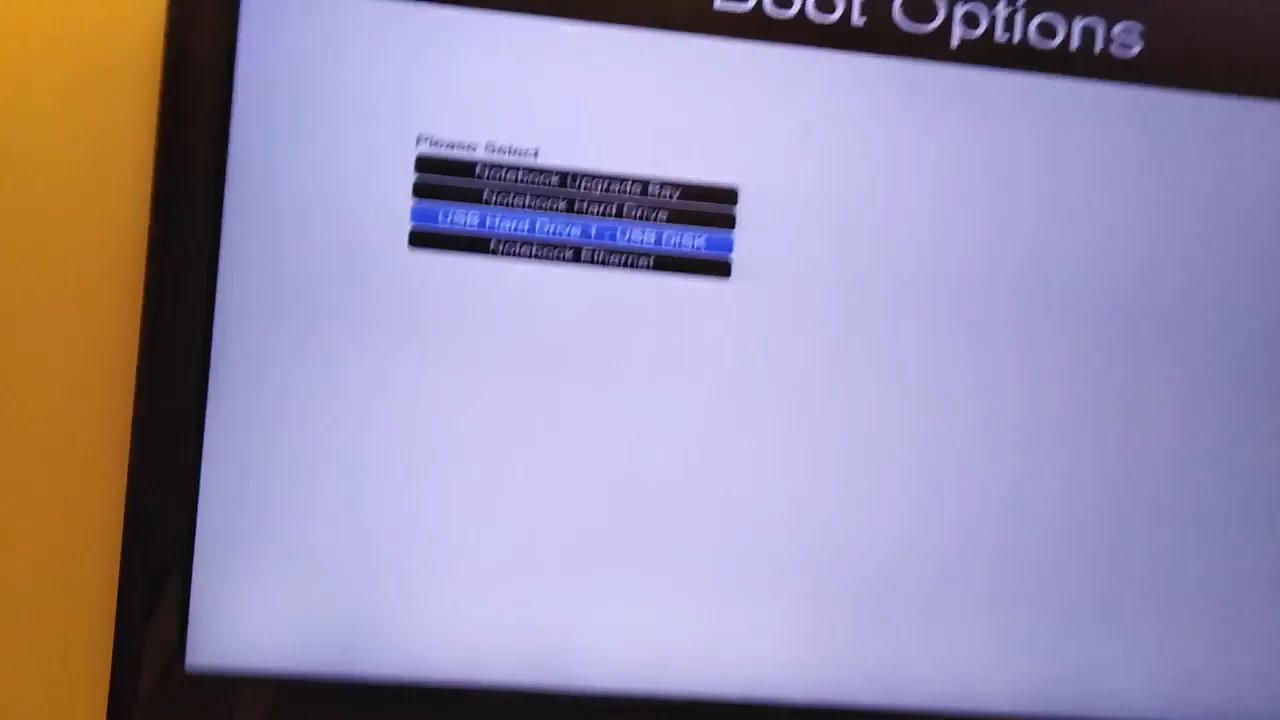 Boot Options
Please Select
Notebook Upgrade Bay
Notebook Hard Drive
USB Hard Drive 1 - USB DISK
Notebook Ethernet